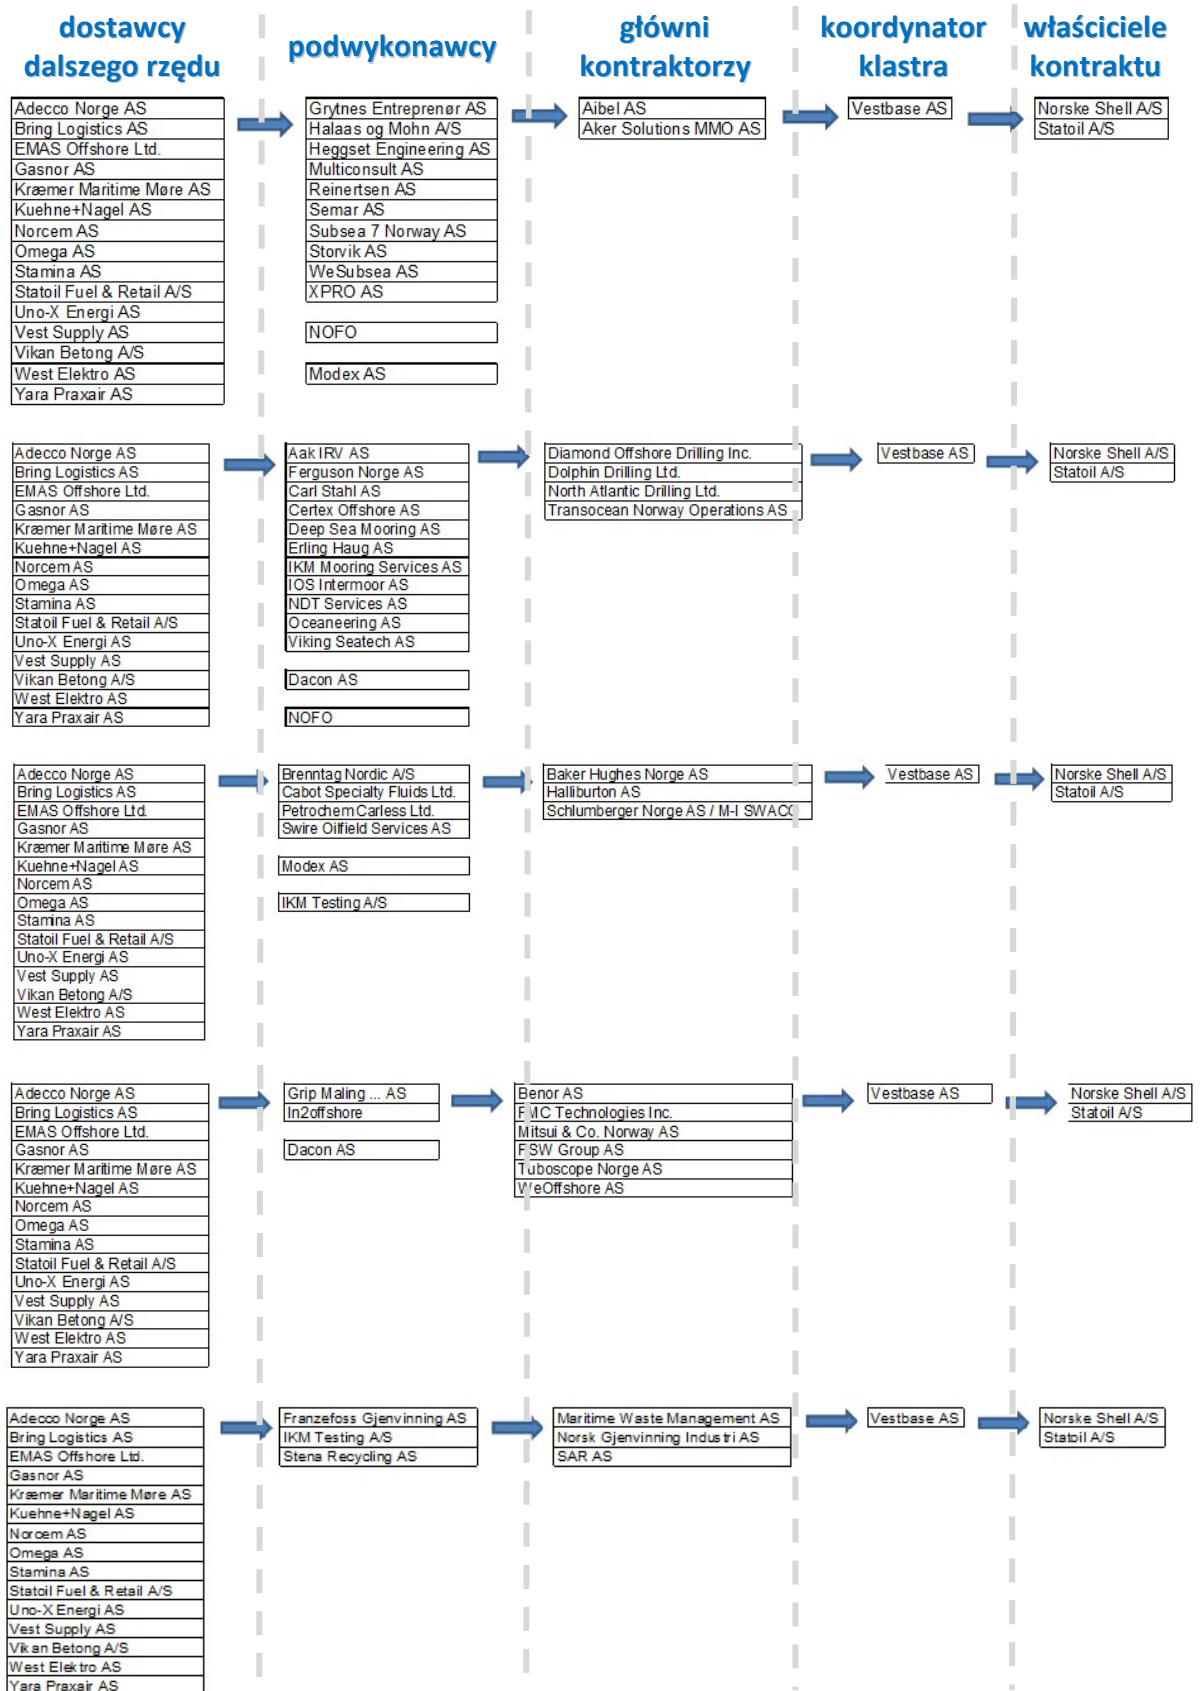 dostawcy
dalszego rzędu
podwykonawcy
główni
kontraktorzy
koordynator
klastra
właściciele
kontraktu
Adecco Norge AS
Bring Logistics AS
EMAS Offshore Ltd.
Gasnor AS
Kræmer Maritime Møre AS
Kuehne+Nagel AS
Norcem AS
Omega AS
Stamina AS
Statoil Fuel & Retail A/S
Uno-X Energi AS
Vest Supply AS
Vikan Betong A/S
West Elektro AS
Yara Praxair AS
Grytnes Entreprenør AS
Halaas og Mohn A/S
Heggset Engineering AS
Multiconsult AS
Reinertsen AS
Semar AS
Subsea 7 Norway AS
Storvik AS
WeSubsea AS
XPRO AS
NOFO
Modex AS
Aibel AS
Aker Solutions MMO AS
Vestbase AS
Norske Shell A/S
Statoil A/S
Adecco Norge AS
Bring Logistics AS
EMAS Offshore Ltd.
Gasnor AS
Kræmer Maritime Møre AS
Kuehne+Nagel AS
Norcem AS
Omega AS
Stamina AS
Statoil Fuel & Retail A/S
Uno-X Energi AS
Vest Supply AS
Vikan Betong A/S
West Elektro AS
Yara Praxair AS
Aak IRV AS
Ferguson Norge AS
Carl Stahl AS
Certex Offshore AS
Deep Sea Mooring AS
Erling Haug AS
IKM Mooring Services AS
IOS Intermoor AS
NDT Services AS
Oceaneering AS
Viking Seatech AS
Dacon AS
NOFO
Diamond Offshore Drilling Inc.
Dolphin Drilling Ltd.
North Atlantic Drilling Ltd.
Transocean Norway Operations AS
Vestbase AS
Norske Shell A/S
Statoil A/S
Adecco Norge AS
Bring Logistics AS
EMAS Offshore Ltd.
Gasnor AS
Kræmer Maritime Møre AS
Kuehne+Nagel AS
Norcem AS
Omega AS
Stamina AS
Statoil Fuel & Retail A/S
Uno-X Energi AS
Vest Supply AS
Vikan Betong A/S
West Elektro AS
Yara Praxair AS
Brenntag Nordic A/S
Cabot Specialty Fluids Ltd.
Petrochem Carless Ltd.
Swire Oilfield Services AS
Modex AS
IKM Testing A/S
Baker Hughes Norge AS
Halliburton AS
Schlumberger Norge AS / M-I SWACO
Vestbase AS
Norske Shell A/S
Statoil A/S
Adecco Norge AS
Bring Logistics AS
EMAS Offshore Ltd.
Gasnor AS
Kræmer Maritime Møre AS
Kuehne+Nagel AS
Norcem AS
Omega AS
Stamina AS
Statoil Fuel & Retail A/S
Uno-X Energi AS
Vest Supply AS
Vikan Betong A/S
West Elektro AS
Yara Praxair AS
Grip Maling ... AS
In2offshore
Dacon AS
Benor AS
FMC Technologies Inc.
Mitsui & Co. Norway AS
PSW Group AS
Tuboscope Norge AS
WeOffshore AS
Vestbase AS
Norske Shell A/S
Statoil A/S
Adecco Norge AS
Bring Logistics AS
EMAS Offshore Ltd.
Gasnor AS
Kræmer Maritime Møre AS
Kuehne+Nagel AS
Norcem AS
Omega AS
Stamina AS
Statoil Fuel & Retail A/S
Uno-X Energi AS
Vest Supply AS
Vikan Betong A/S
West Elektro AS
Yara Praxair AS
Franzefoss Gjenvinning AS
IKM Testing A/S
Stena Recycling AS
Maritime Waste Management AS
Norsk Gjenvinning Industri AS
SAR AS
Vestbase AS
Norske Shell A/S
Statoil A/S